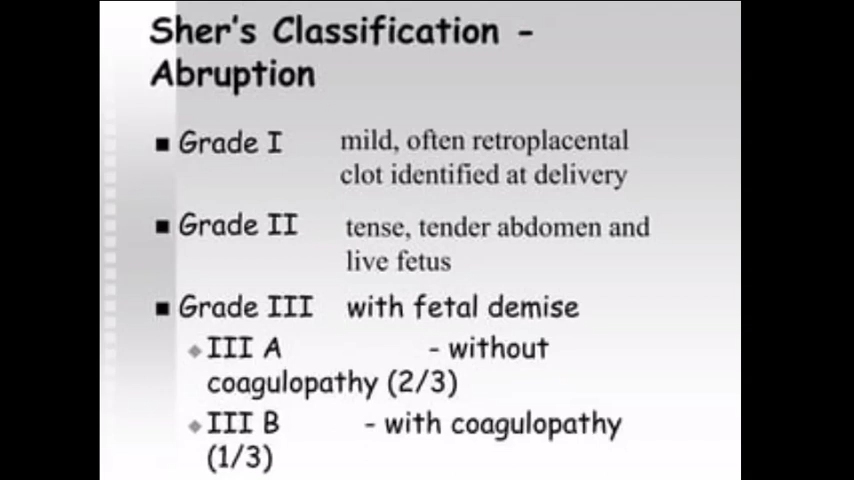 Sher's Classification -
Abruption
Grade I mild, often retroplacental
clot identified at delivery
Grade II tense, tender abdomen and
live fetus
Grade III with fetal demise
III A - without
coagulopathy (2/3)
III B - with coagulopathy
(1/3)